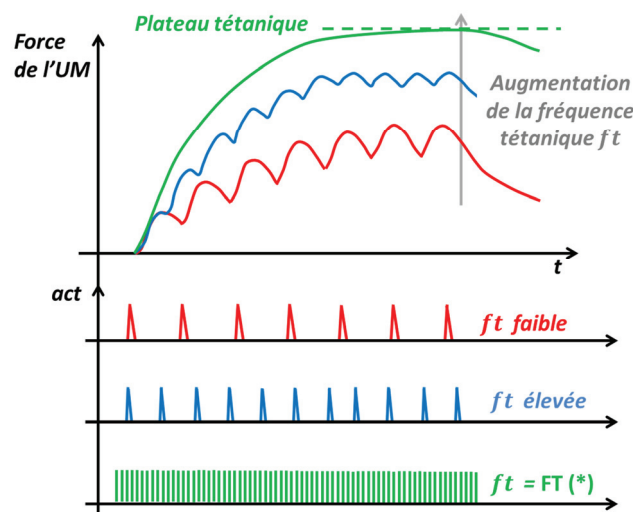 Plateau tétanique
Force
de l'UM
Augmentation
de la fréquence
tétanique ft
t
act
ft faible
ft élevée
ft = FT (*)